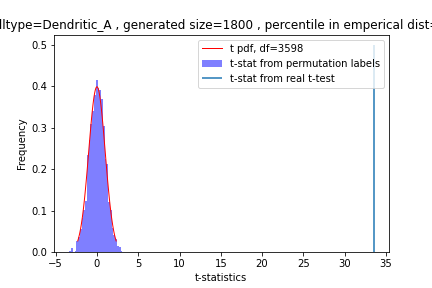 lltype=Dendritic_A , generated size=1800 , percentile in emperical dist=
t pdf, df=3598
t-stat from permutation labels
t-stat from real t-test
Frequency
0.5
0.4
0.3
0.2
0.1
0.0
−5 0 5 10 15 20 25 30 35
t-statistics